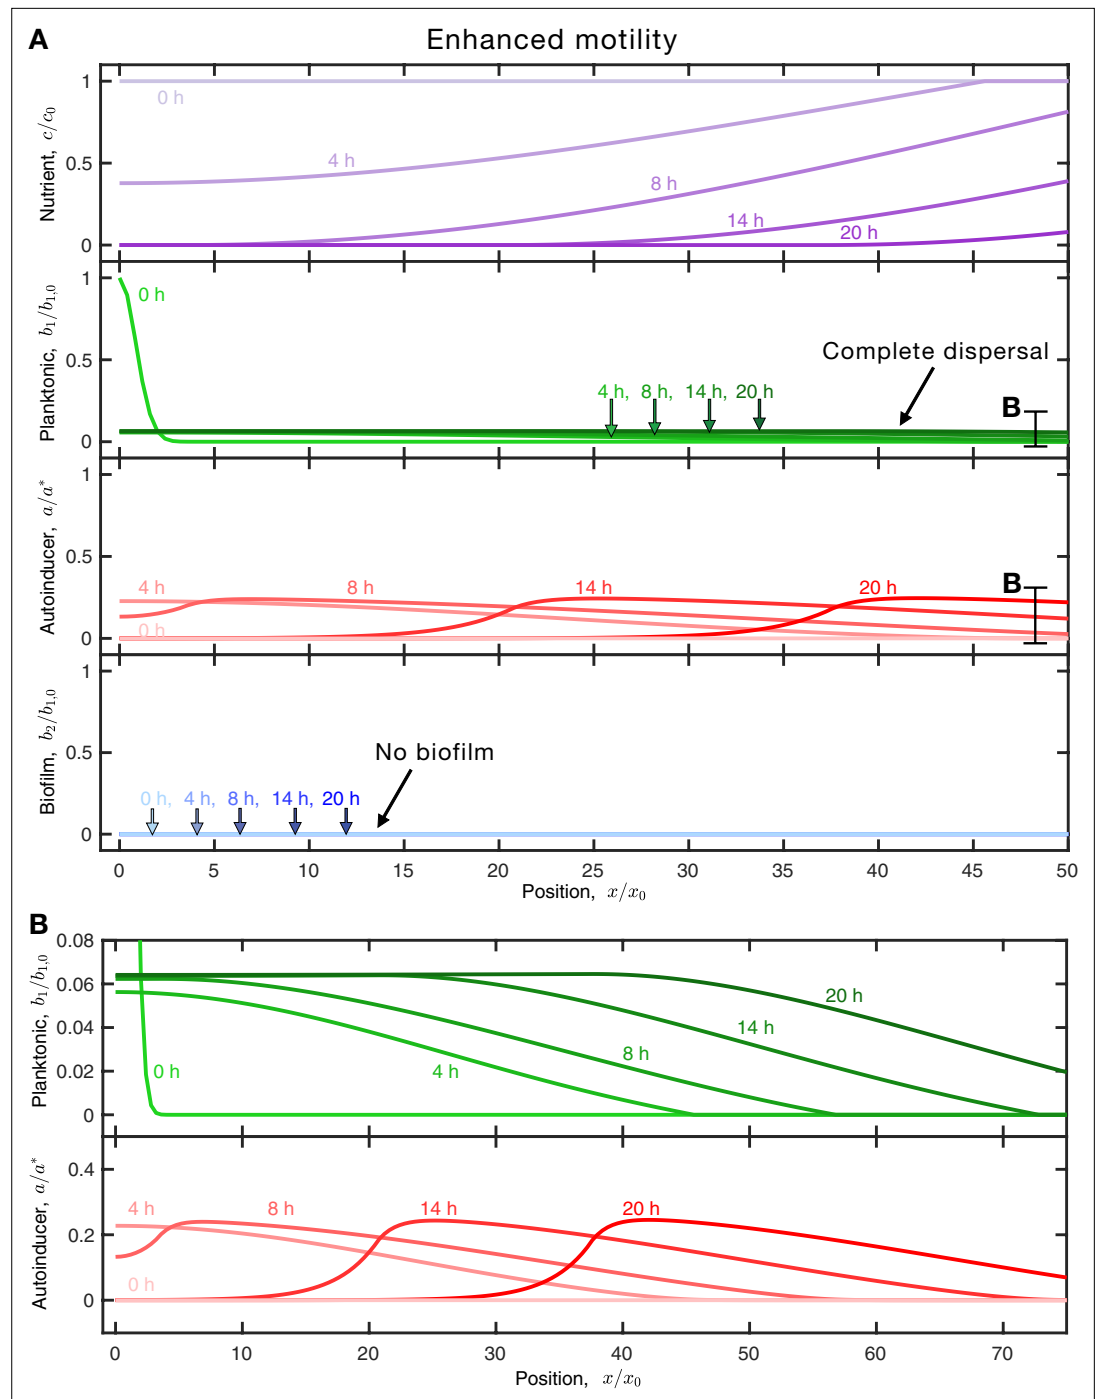 A
Enhanced motility
Nutrient, c/c₀
1
0.5
0
0 h
4 h
8 h
14 h
20 h
Planktonic, b₁/b₁,₀
1
0.5
0
0 h
4 h, 8 h, 14 h, 20 h
Complete dispersal
B
Autoinducer, a/a*
1
0.5
0
4 h
8 h
14 h
20 h
0 h
B
Biofilm, b₂/b₁,₀
1
0.5
0
0 h, 4 h, 8 h, 14 h, 20 h
No biofilm
0 5 10 15 20 25 30 35 40 45 50
Position, x/x₀
B
Planktonic, b₁/b₁,₀
0.08
0.06
0.04
0.02
0
0 h
4 h
8 h
14 h
20 h
Autoinducer, a/a*
0.4
0.2
0
4 h
8 h
14 h
20 h
0 h
0 10 20 30 40 50 60 70
Position, x/x₀